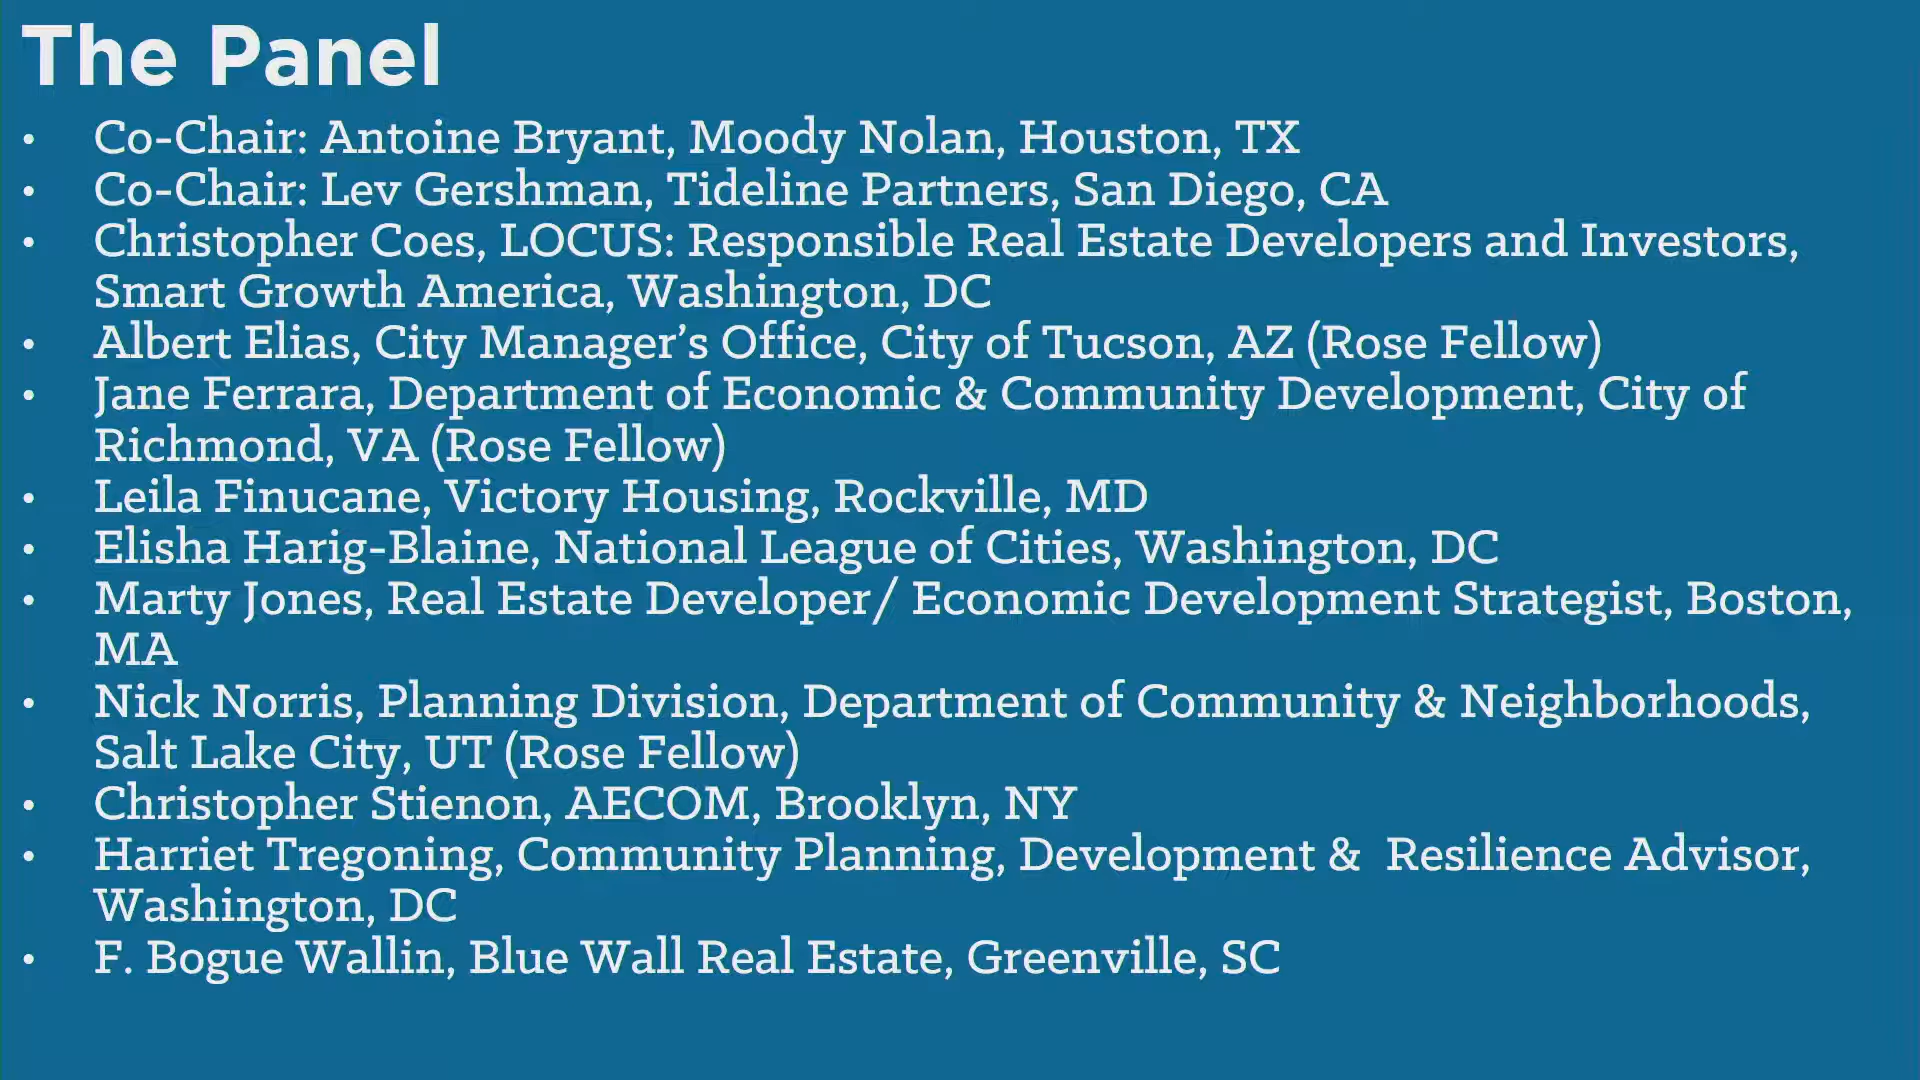 The Panel
• Co-Chair: Antoine Bryant, Moody Nolan, Houston, TX
• Co-Chair: Lev Gershman, Tideline Partners, San Diego, CA
• Christopher Coes, LOCUS: Responsible Real Estate Developers and Investors,
Smart Growth America, Washington, DC
• Albert Elias, City Manager’s Office, City of Tucson, AZ (Rose Fellow)
• Jane Ferrara, Department of Economic & Community Development, City of
Richmond, VA (Rose Fellow)
• Leila Finucane, Victory Housing, Rockville, MD
• Elisha Harig-Blaine, National League of Cities, Washington, DC
• Marty Jones, Real Estate Developer/ Economic Development Strategist, Boston,
MA
• Nick Norris, Planning Division, Department of Community & Neighborhoods,
Salt Lake City, UT (Rose Fellow)
• Christopher Stienon, AECOM, Brooklyn, NY
• Harriet Tregoning, Community Planning, Development &  Resilience Advisor,
Washington, DC
• F. Bogue Wallin, Blue Wall Real Estate, Greenville, SC